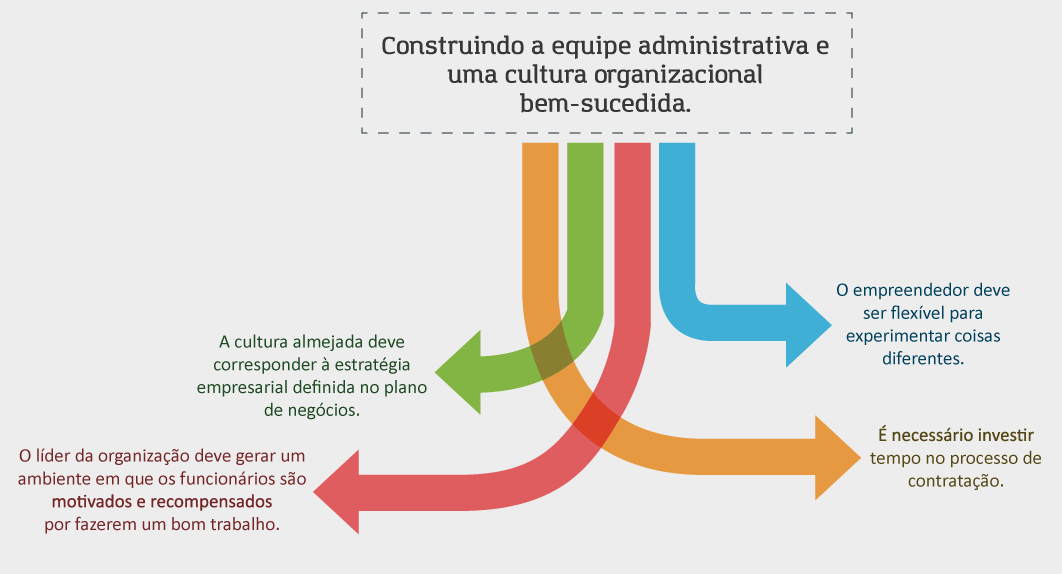 Construindo a equipe administrativa e
uma cultura organizacional
bem-sucedida.
O empreendedor deve
ser flexível para
experimentar coisas
diferentes.
A cultura almejada deve
corresponder à estratégia
empresarial definida no plano
de negócios.
É necessário investir
tempo no processo de
contratação.
O líder da organização deve gerar um
ambiente em que os funcionários são
motivados e recompensados
por fazerem um bom trabalho.